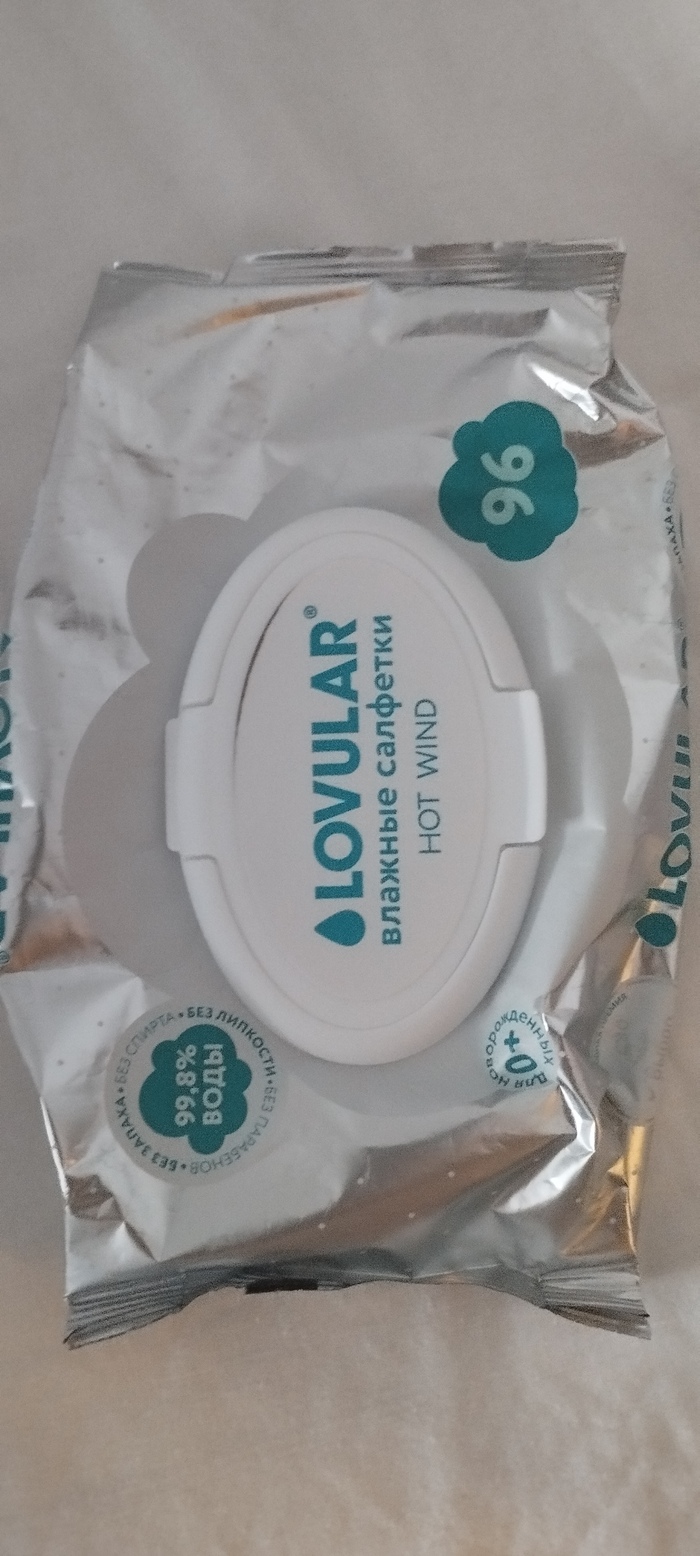 LOVULAR®
влажные салфетки
HOT WIND
96
99,8%
ВОДЫ
БЕЗ ЗАПАХА • БЕЗ СПИРТА • БЕЗ ЛИПКОСТИ • БЕЗ ПАРАБЕНОВ •
0+
Для новорожденных
LOVULAR